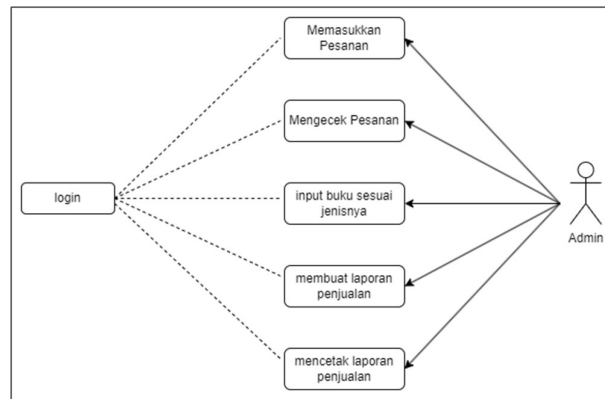 Memasukkan
Pesanan
Mengecek Pesanan
login
input buku sesuai
jenisnya
Admin
membuat laporan
penjualan
mencetak laporan
penjualan